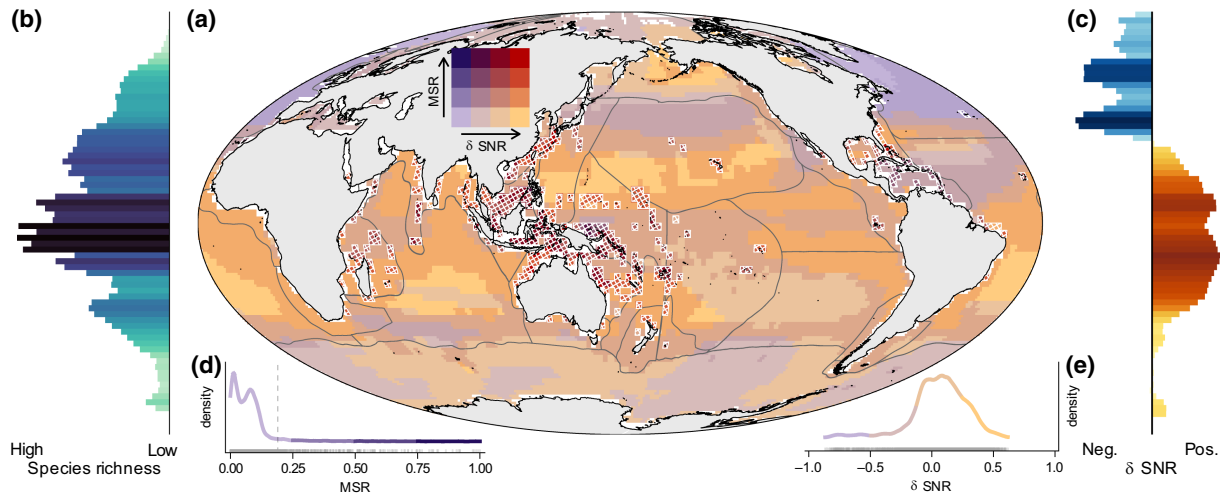 (b)
(a)
(c)
MSR
δ SNR
(d)
(e)
density
density
High
Low
Species richness
0.00
0.25
0.50
0.75
1.00
MSR
−1.0
−0.5
0.0
0.5
1.0
δ SNR
Neg.
Pos.
δ SNR